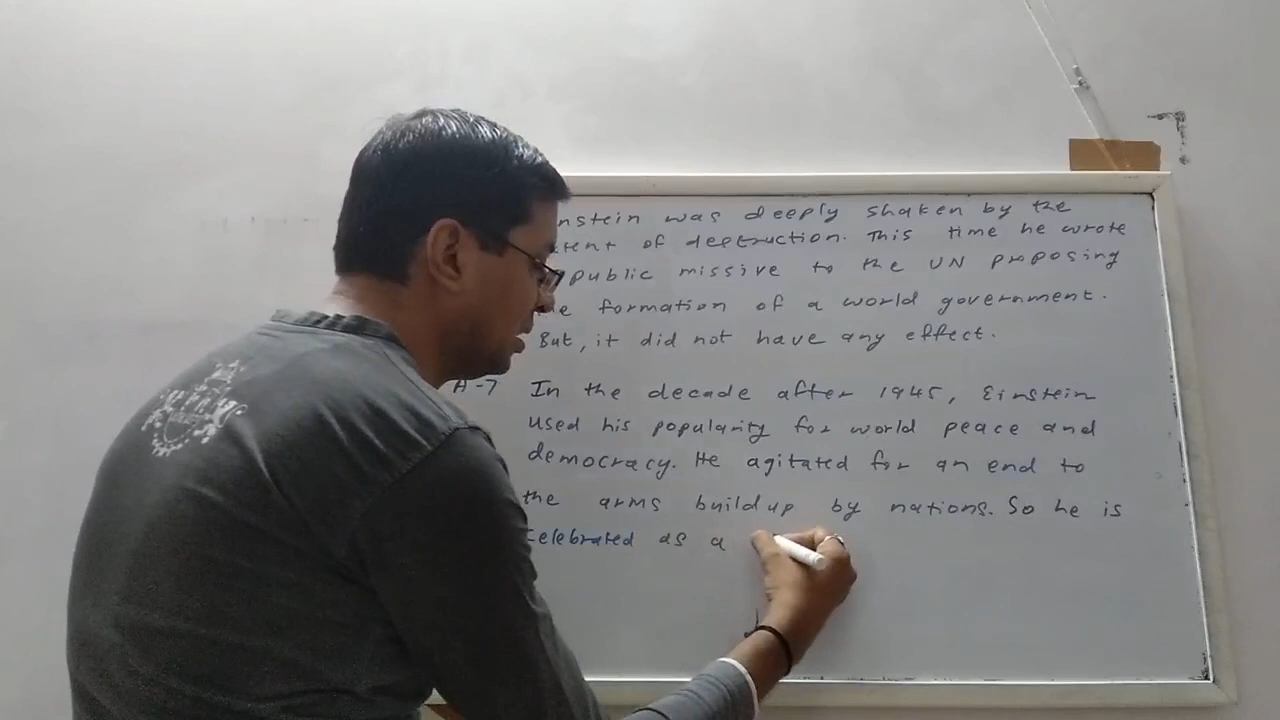 nstein was deeply shaken by the
tent of destruction. This time he wrote
public missive to the UN proposing
e formation of a world government.
But, it did not have any effect.
A-7 In the decade after 1945, Einstein
used his popularity for world peace and
democracy. He agitated for an end to
the arms buildup by nations. So he is
celebrated as a